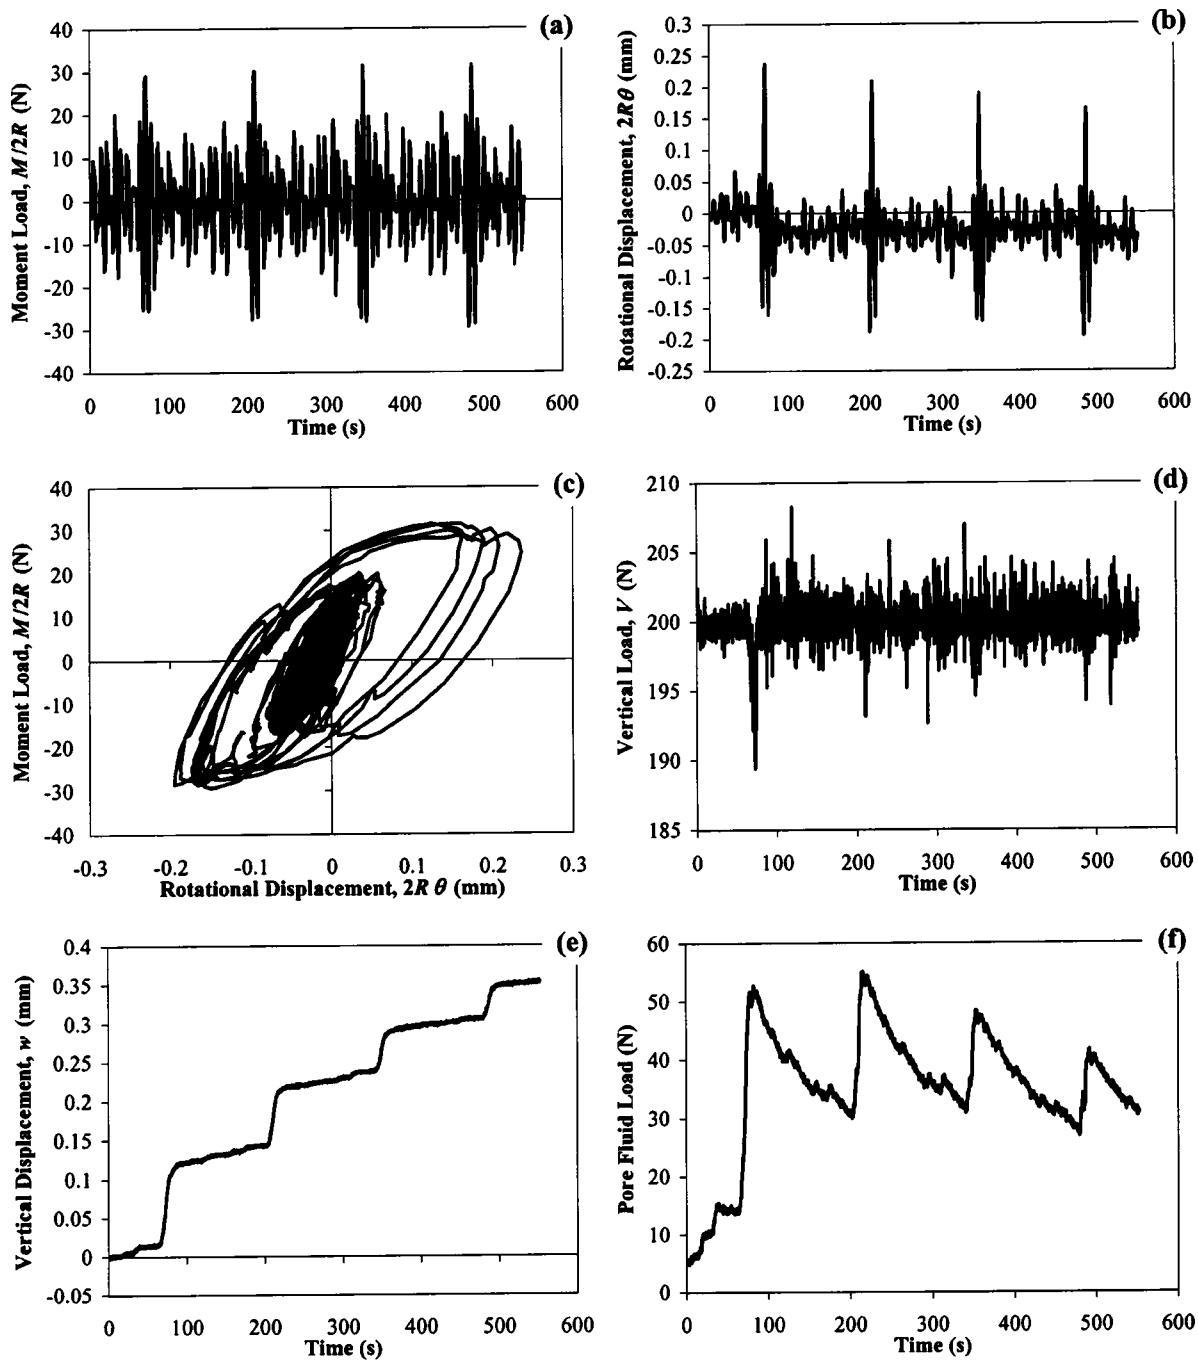 (a)
40
30
20
10
0
-10
-20
-30
-40
Moment Load, M/2R (N)
0 100 200 300 400 500 600
Time (s)
(b)
0.3
0.25
0.2
0.15
0.1
0.05
0
-0.05
-0.1
-0.15
-0.2
-0.25
Rotational Displacement, 2Rθ (mm)
0 100 200 300 400 500 600
Time (s)
(c)
40
30
20
10
0
-10
-20
-30
-40
Moment Load, M/2R (N)
-0.3 -0.2 -0.1 0 0.1 0.2 0.3
Rotational Displacement, 2R θ (mm)
(d)
210
205
200
195
190
185
Vertical Load, V (N)
0 100 200 300 400 500 600
Time (s)
(e)
0.4
0.35
0.3
0.25
0.2
0.15
0.1
0.05
0
-0.05
Vertical Displacement, w (mm)
0 100 200 300 400 500 600
Time (s)
(f)
60
50
40
30
20
10
0
Pore Fluid Load (N)
0 100 200 300 400 500 600
Time (s)